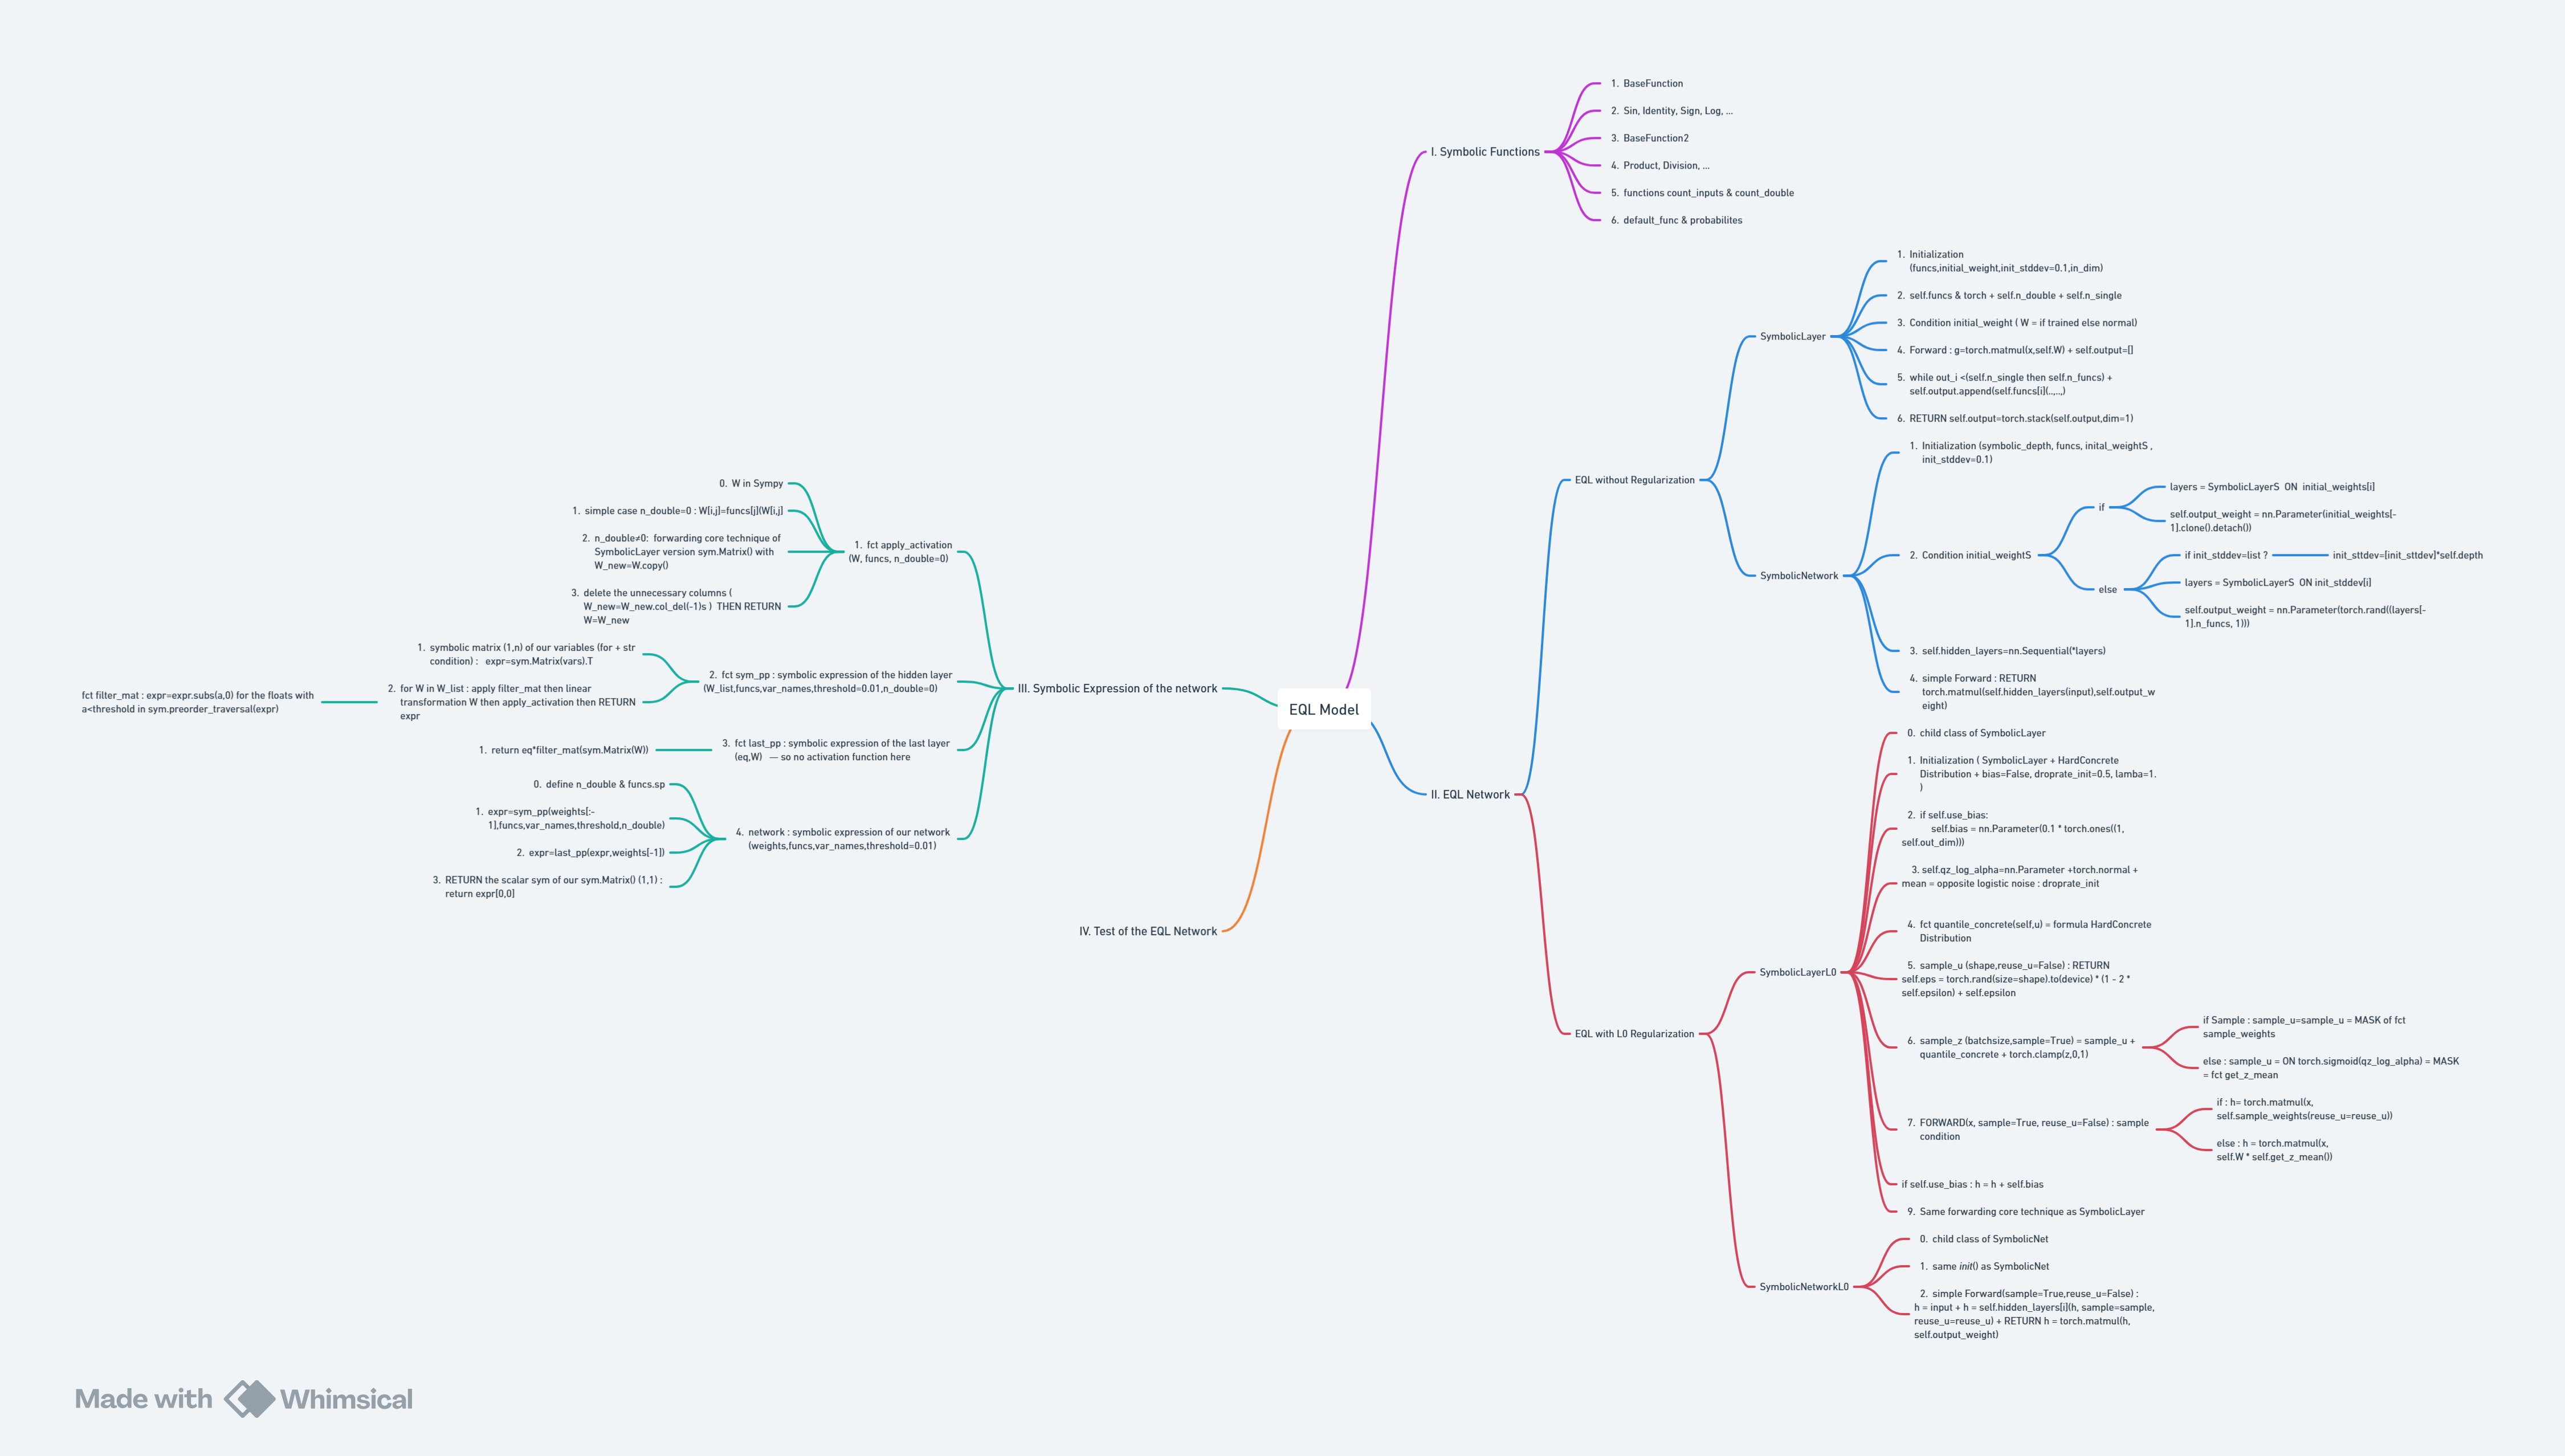 EQL Model
I. Symbolic Functions
1. BaseFunction
2. Sin, Identity, Sign, Log, ...
3. BaseFunction2
4. Product, Division, ...
5. functions count_inputs & count_double
6. default_func & probabilites
II. EQL Network
EQL without Regularization
SymbolicLayer
1. Initialization
(funcs,initial_weight,init_stddev=0.1,in_dim)
2. self.funcs & torch + self.n_double + self.n_single
3. Condition initial_weight ( W = if trained else normal)
4. Forward : g=torch.matmul(x,self.W) + self.output=[]
5. while out_i <(self.n_single then self.n_funcs) +
self.output.append(self.funcs[i](..,..,)
6. RETURN self.output=torch.stack(self.output,dim=1)
SymbolicNetwork
1. Initialization (symbolic_depth, funcs, inital_weightS ,
init_stddev=0.1)
2. Condition initial_weightS
if
layers = SymbolicLayerS ON initial_weights[i]
self.output_weight = nn.Parameter(initial_weights[-
1].clone().detach())
else
if init_stddev=list ?
init_sttdev=[init_sttdev]*self.depth
layers = SymbolicLayerS ON init_stddev[i]
self.output_weight = nn.Parameter(torch.rand((layers[-
1].n_funcs, 1)))
3. self.hidden_layers=nn.Sequential(*layers)
4. simple Forward : RETURN
torch.matmul(self.hidden_layers(input),self.output_w
eight)
EQL with L0 Regularization
SymbolicLayerL0
0. child class of SymbolicLayer
1. Initialization ( SymbolicLayer + HardConcrete
Distribution + bias=False, droprate_init=0.5, lamba=1.
)
2. if self.use_bias:
self.bias = nn.Parameter(0.1 * torch.ones((1,
self.out_dim)))
3. self.qz_log_alpha=nn.Parameter +torch.normal +
mean = opposite logistic noise : droprate_init
4. fct quantile_concrete(self,u) = formula HardConcrete
Distribution
5. sample_u (shape,reuse_u=False) : RETURN
self.eps = torch.rand(size=shape).to(device) * (1 - 2 *
self.epsilon) + self.epsilon
6. sample_z (batchsize,sample=True) = sample_u +
quantile_concrete + torch.clamp(z,0,1)
if Sample : sample_u=sample_u = MASK of fct
sample_weights
else : sample_u = ON torch.sigmoid(qz_log_alpha) = MASK
= fct get_z_mean
7. FORWARD(x, sample=True, reuse_u=False) : sample
condition
if : h= torch.matmul(x,
self.sample_weights(reuse_u=reuse_u))
else : h = torch.matmul(x,
self.W * self.get_z_mean())
if self.use_bias : h = h + self.bias
9. Same forwarding core technique as SymbolicLayer
SymbolicNetworkL0
0. child class of SymbolicNet
1. same init() as SymbolicNet
2. simple Forward(sample=True,reuse_u=False) :
h = input + h = self.hidden_layers[i](h, sample=sample,
reuse_u=reuse_u) + RETURN h = torch.matmul(h,
self.output_weight)
III. Symbolic Expression of the network
1. fct apply_activation
(W, funcs, n_double=0)
0. W in Sympy
1. simple case n_double=0 : W[i,j]=funcs[j](W[i,j]
2. n_double≠0: forwarding core technique of
SymbolicLayer version sym.Matrix() with
W_new=W.copy()
3. delete the unnecessary columns (
W_new=W_new.col_del(-1)s ) THEN RETURN
W=W_new
2. fct sym_pp : symbolic expression of the hidden layer
(W_list,funcs,var_names,threshold=0.01,n_double=0)
1. symbolic matrix (1,n) of our variables (for + str
condition) : expr=sym.Matrix(vars).T
2. for W in W_list : apply filter_mat then linear
transformation W then apply_activation then RETURN
expr
fct filter_mat : expr=expr.subs(a,0) for the floats with
a<threshold in sym.preorder_traversal(expr)
3. fct last_pp : symbolic expression of the last layer
(eq,W) — so no activation function here
1. return eq*filter_mat(sym.Matrix(W))
4. network : symbolic expression of our network
(weights,funcs,var_names,threshold=0.01)
0. define n_double & funcs.sp
1. expr=sym_pp(weights[:-
1],funcs,var_names,threshold,n_double)
2. expr=last_pp(expr,weights[-1])
3. RETURN the scalar sym of our sym.Matrix() (1,1) :
return expr[0,0]
IV. Test of the EQL Network
Made with Whimsical